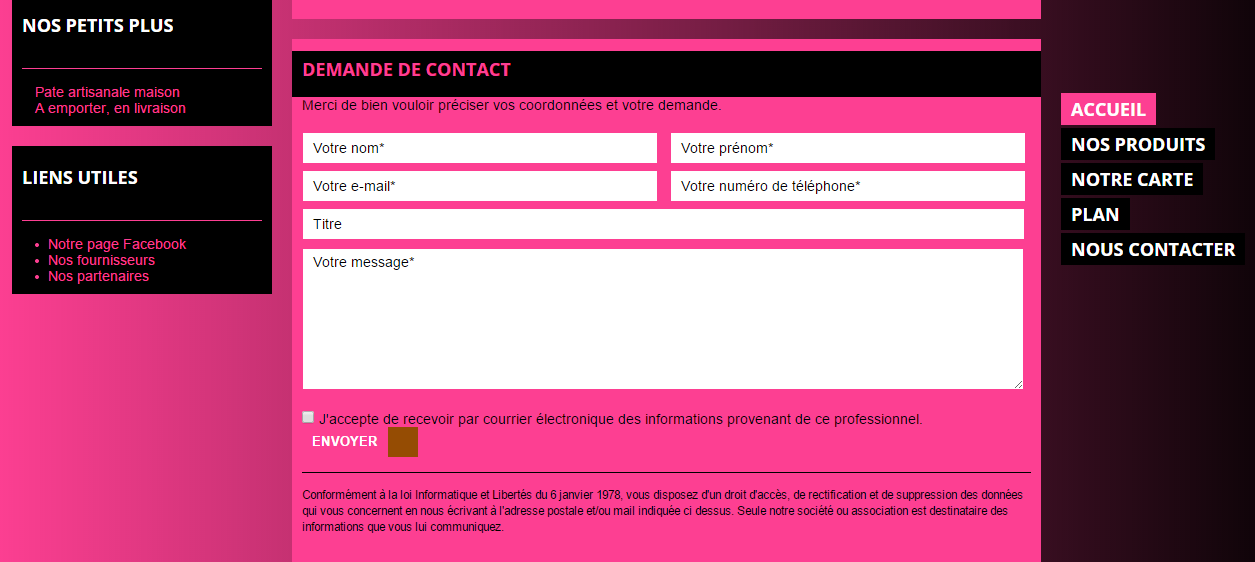 NOS PETITS PLUS
Pate artisanale maison
A emporter, en livraison
LIENS UTILES
Notre page Facebook
Nos fournisseurs
Nos partenaires
DEMANDE DE CONTACT
Merci de bien vouloir préciser vos coordonnées et votre demande.
Votre nom*
Votre prénom*
Votre e-mail*
Votre numéro de téléphone*
Titre
Votre message*
J'accepte de recevoir par courrier électronique des informations provenant de ce professionnel.
ENVOYER
Conformément à la loi Informatique et Libertés du 6 janvier 1978, vous disposez d'un droit d'accès, de rectification et de suppression des données
qui vous concernent en nous écrivant à l'adresse postale et/ou mail indiquée ci dessus. Seule notre société ou association est destinataire des
informations que vous lui communiquez.
ACCUEIL
NOS PRODUITS
NOTRE CARTE
PLAN
NOUS CONTACTER